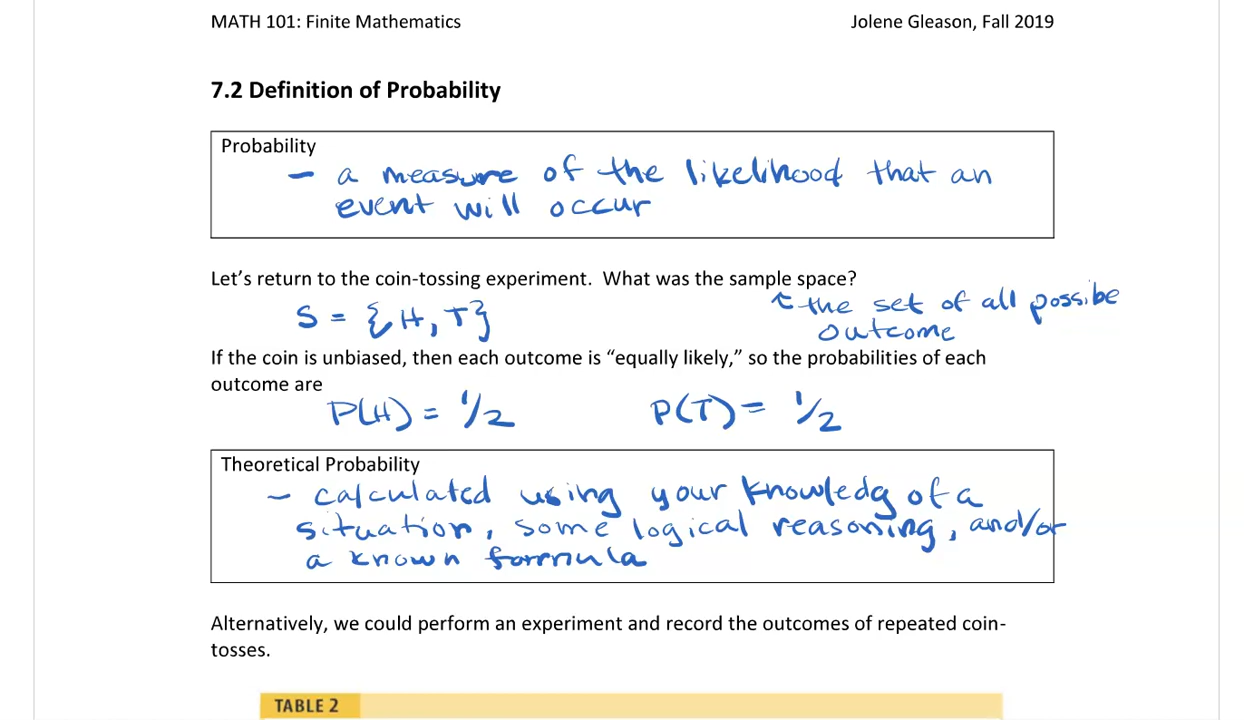 MATH 101: Finite Mathematics
Jolene Gleason, Fall 2019
7.2 Definition of Probability
Probability
- a measure of the likelihood that an
event will occur
Let's return to the coin-tossing experiment.  What was the sample space?
S = {H, T}
↑ the set of all possibe
outcome
If the coin is unbiased, then each outcome is "equally likely," so the probabilities of each
outcome are
P(H) = 1/2
P(T) = 1/2
Theoretical Probability
- calculated using your knowledg of a
situation, some logical reasoning, and/or
a known formula
Alternatively, we could perform an experiment and record the outcomes of repeated coin-
tosses.
TABLE 2